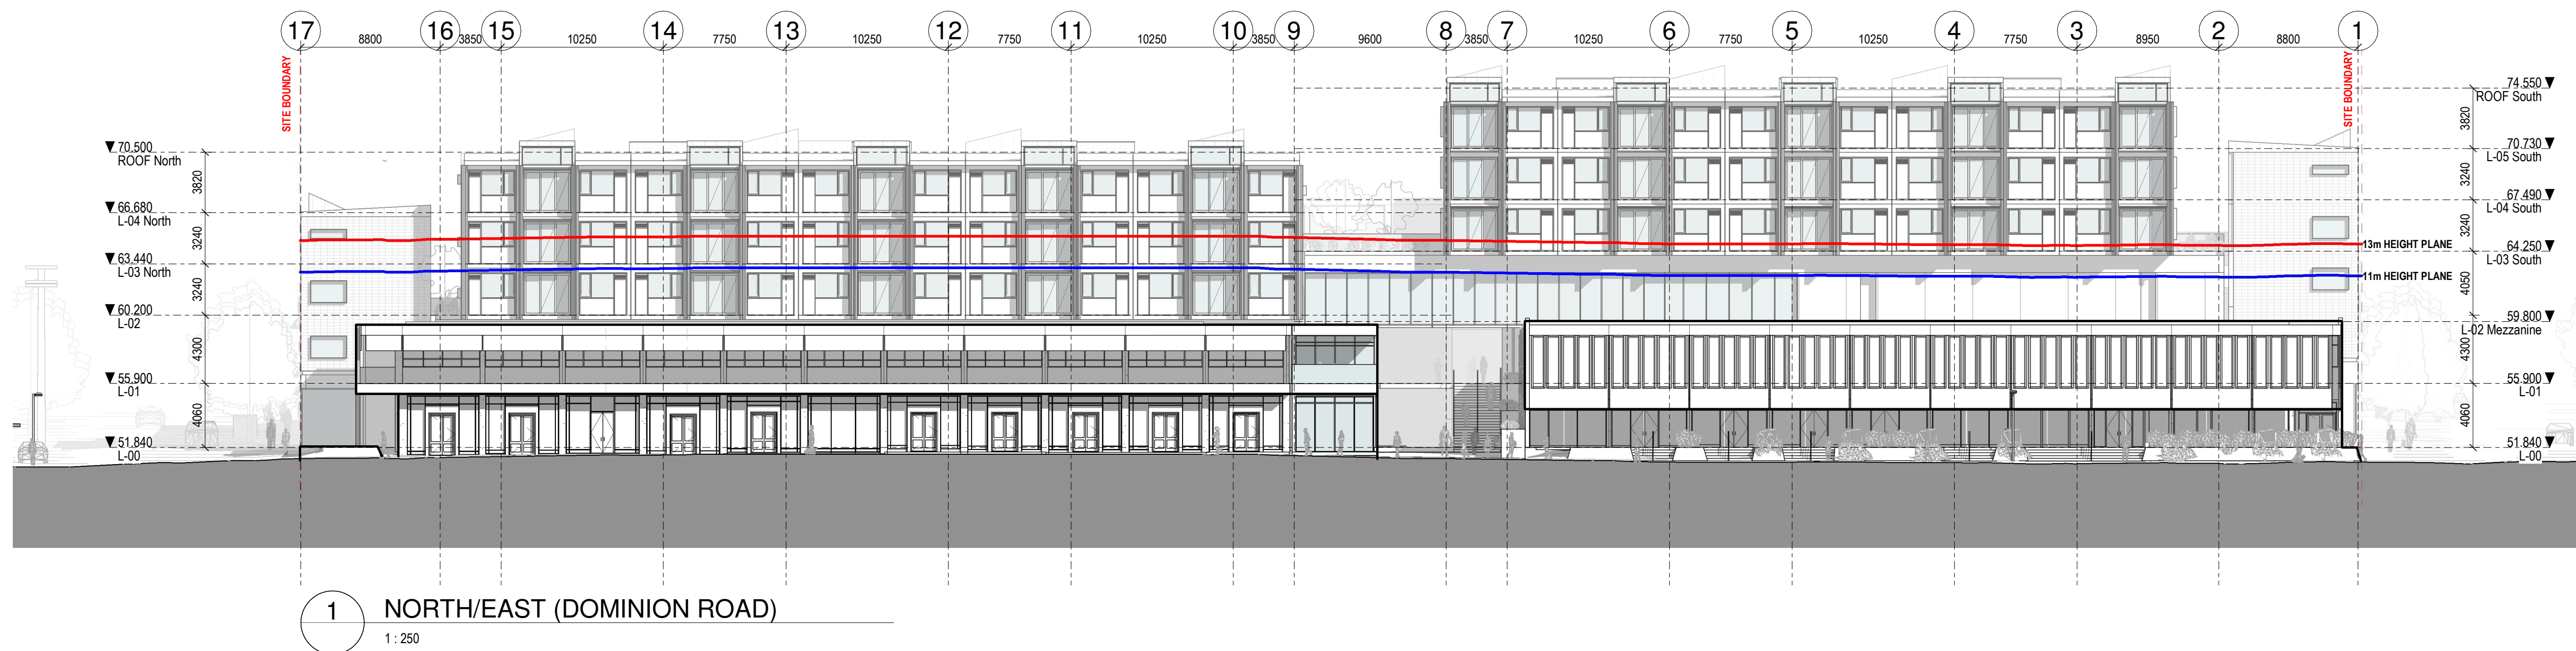 17 16 15 14 13 12 11 10 9 8 7 6 5 4 3 2 1
8800 3850 10250 7750 10250 7750 10250 3850 9600 3850 10250 7750 10250 7750 8950 8800
SITE BOUNDARY
SITE BOUNDARY
70.500
ROOF North
3820
66.680
L-04 North
3240
63.440
L-03 North
3240
60.200
L-02
4300
55.900
L-01
4060
51.840
L-00
74.550
ROOF South
3820
70.730
L-05 South
3240
67.490
L-04 South
3240
13m HEIGHT PLANE
64.250
L-03 South
11m HEIGHT PLANE
4050
59.800
L-02 Mezzanine
4300
55.900
L-01
4060
51.840
L-00
1 NORTH/EAST (DOMINION ROAD)
1 : 250